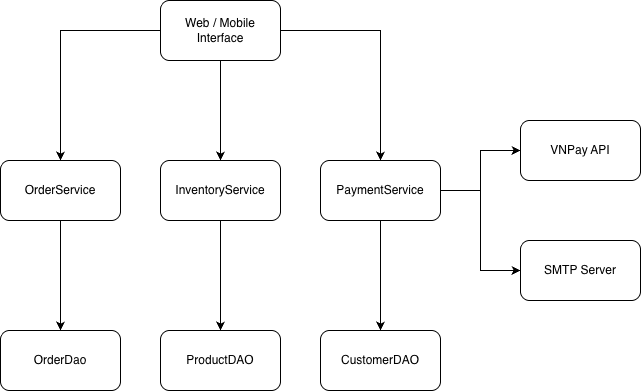 Web / Mobile
Interface
VNPay API
OrderService
InventoryService
PaymentService
SMTP Server
OrderDao
ProductDAO
CustomerDAO